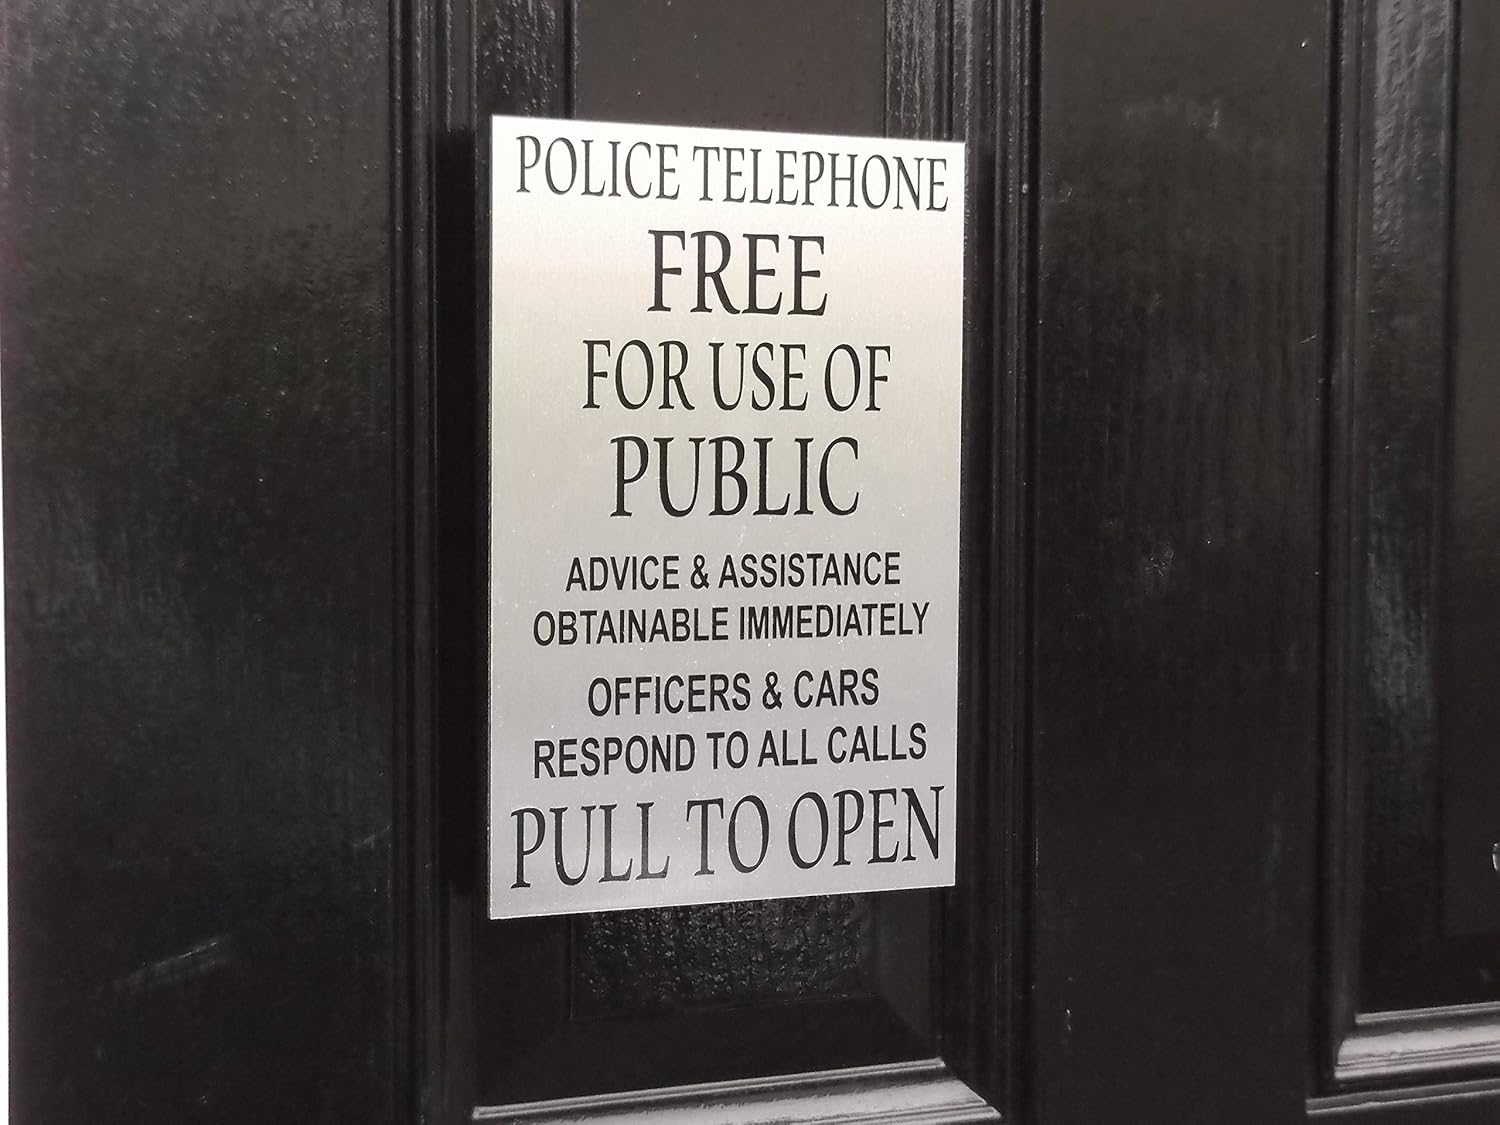 POLICE TELEPHONE
FREE
FOR USE OF
PUBLIC
ADVICE & ASSISTANCE
OBTAINABLE IMMEDIATELY
OFFICERS & CARS
RESPOND TO ALL CALLS
PULL TO OPEN